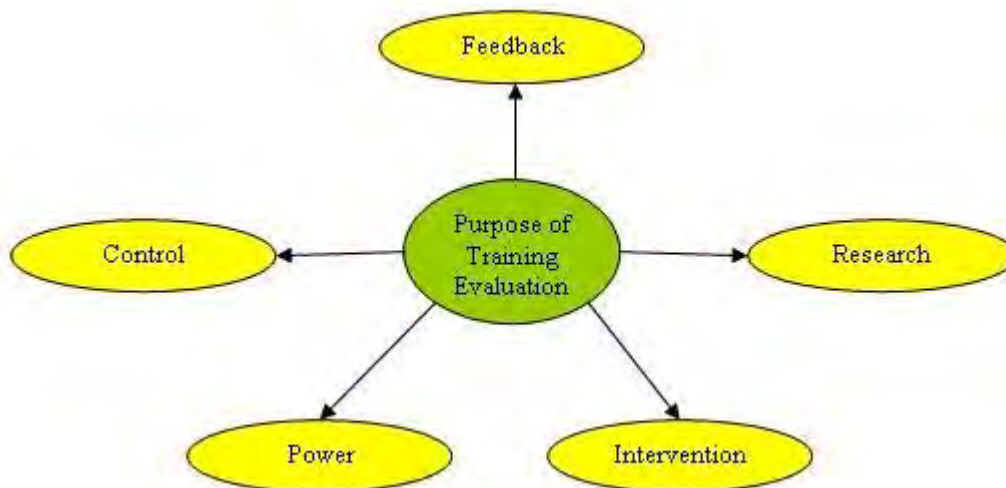 Feedback
Purpose of
Training
Evaluation
Control
Research
Power
Intervention